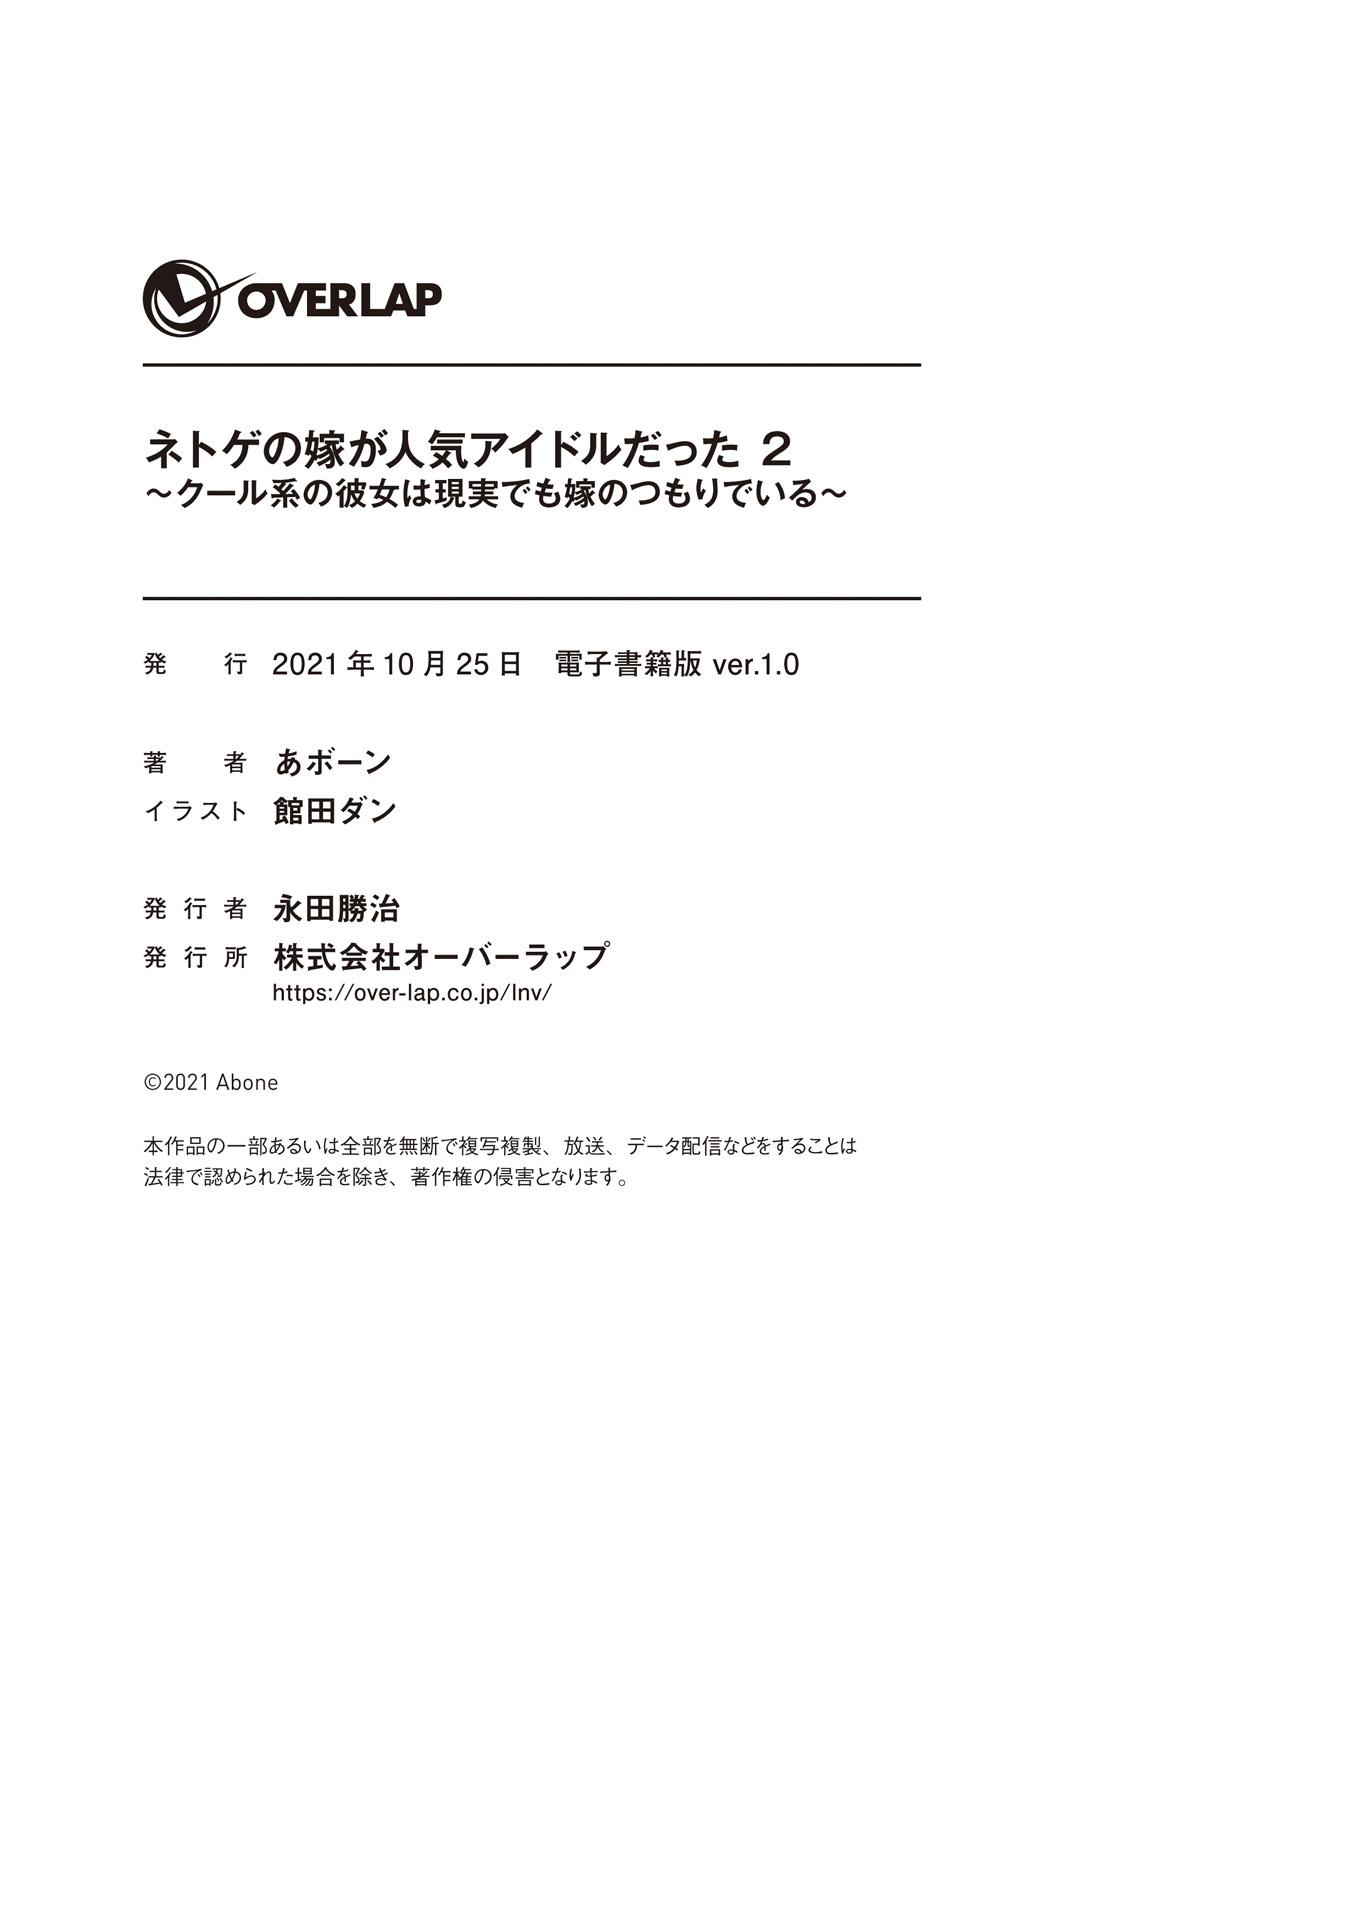 OVERLAP
ネトゲの嫁が人気アイドルだった 2
～クール系の彼女は現実でも嫁のつもりでいる～
発行 2021年10月25日 電子書籍版 ver.1.0
著者 あボーン
イラスト 館田ダン
発行者 永田勝治
発行所 株式会社オーバーラップ
https://over-lap.co.jp/lnv/
©2021 Abone
本作品の一部あるいは全部を無断で複写複製、放送、データ配信などをすることは
法律で認められた場合を除き、著作権の侵害となります。